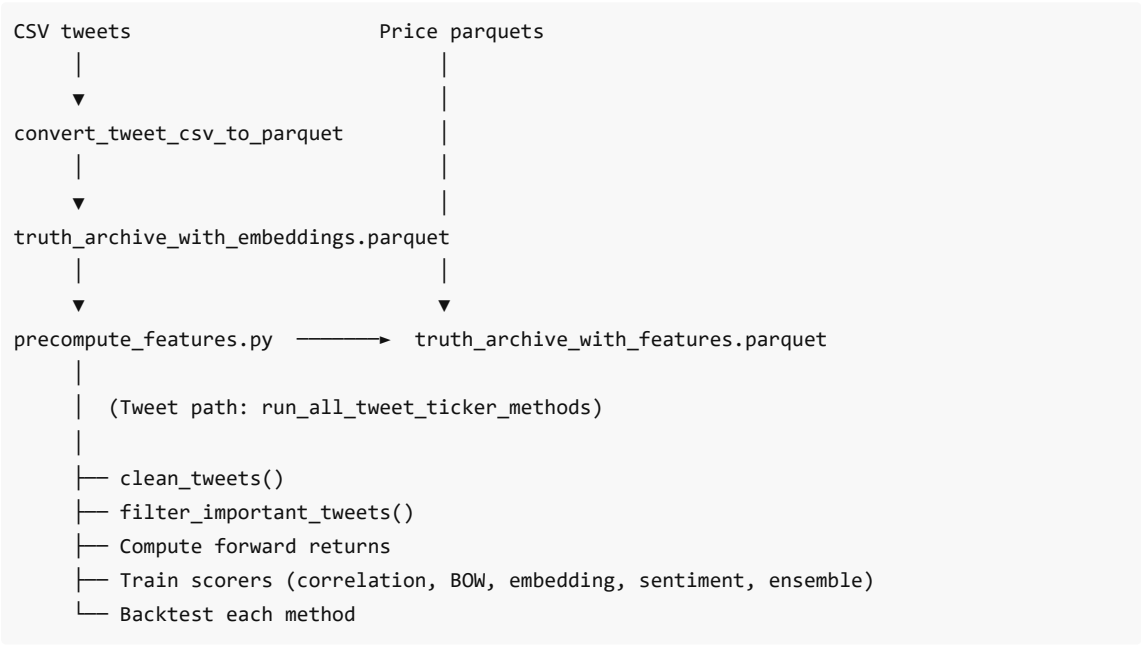 CSV tweets Price parquets
convert_tweet_csv_to_parquet
truth_archive_with_embeddings.parquet
precompute_features.py ───────► truth_archive_with_features.parquet
(Tweet path: run_all_tweet_ticker_methods)
├── clean_tweets()
├── filter_important_tweets()
├── Compute forward returns
├── Train scorers (correlation, BOW, embedding, sentiment, ensemble)
└── Backtest each method